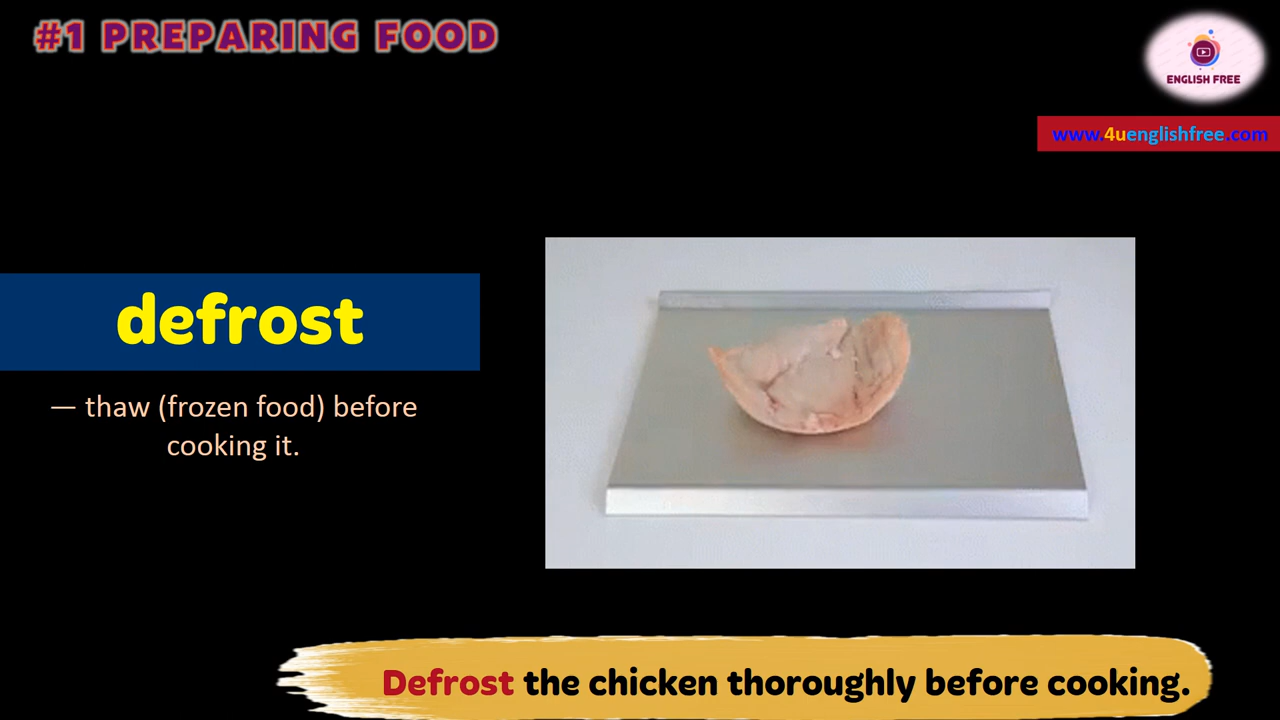 #1 PREPARING FOOD
ENGLISH FREE
www.4uenglishfree.com
defrost
— thaw (frozen food) before
cooking it.
Defrost the chicken thoroughly before cooking.